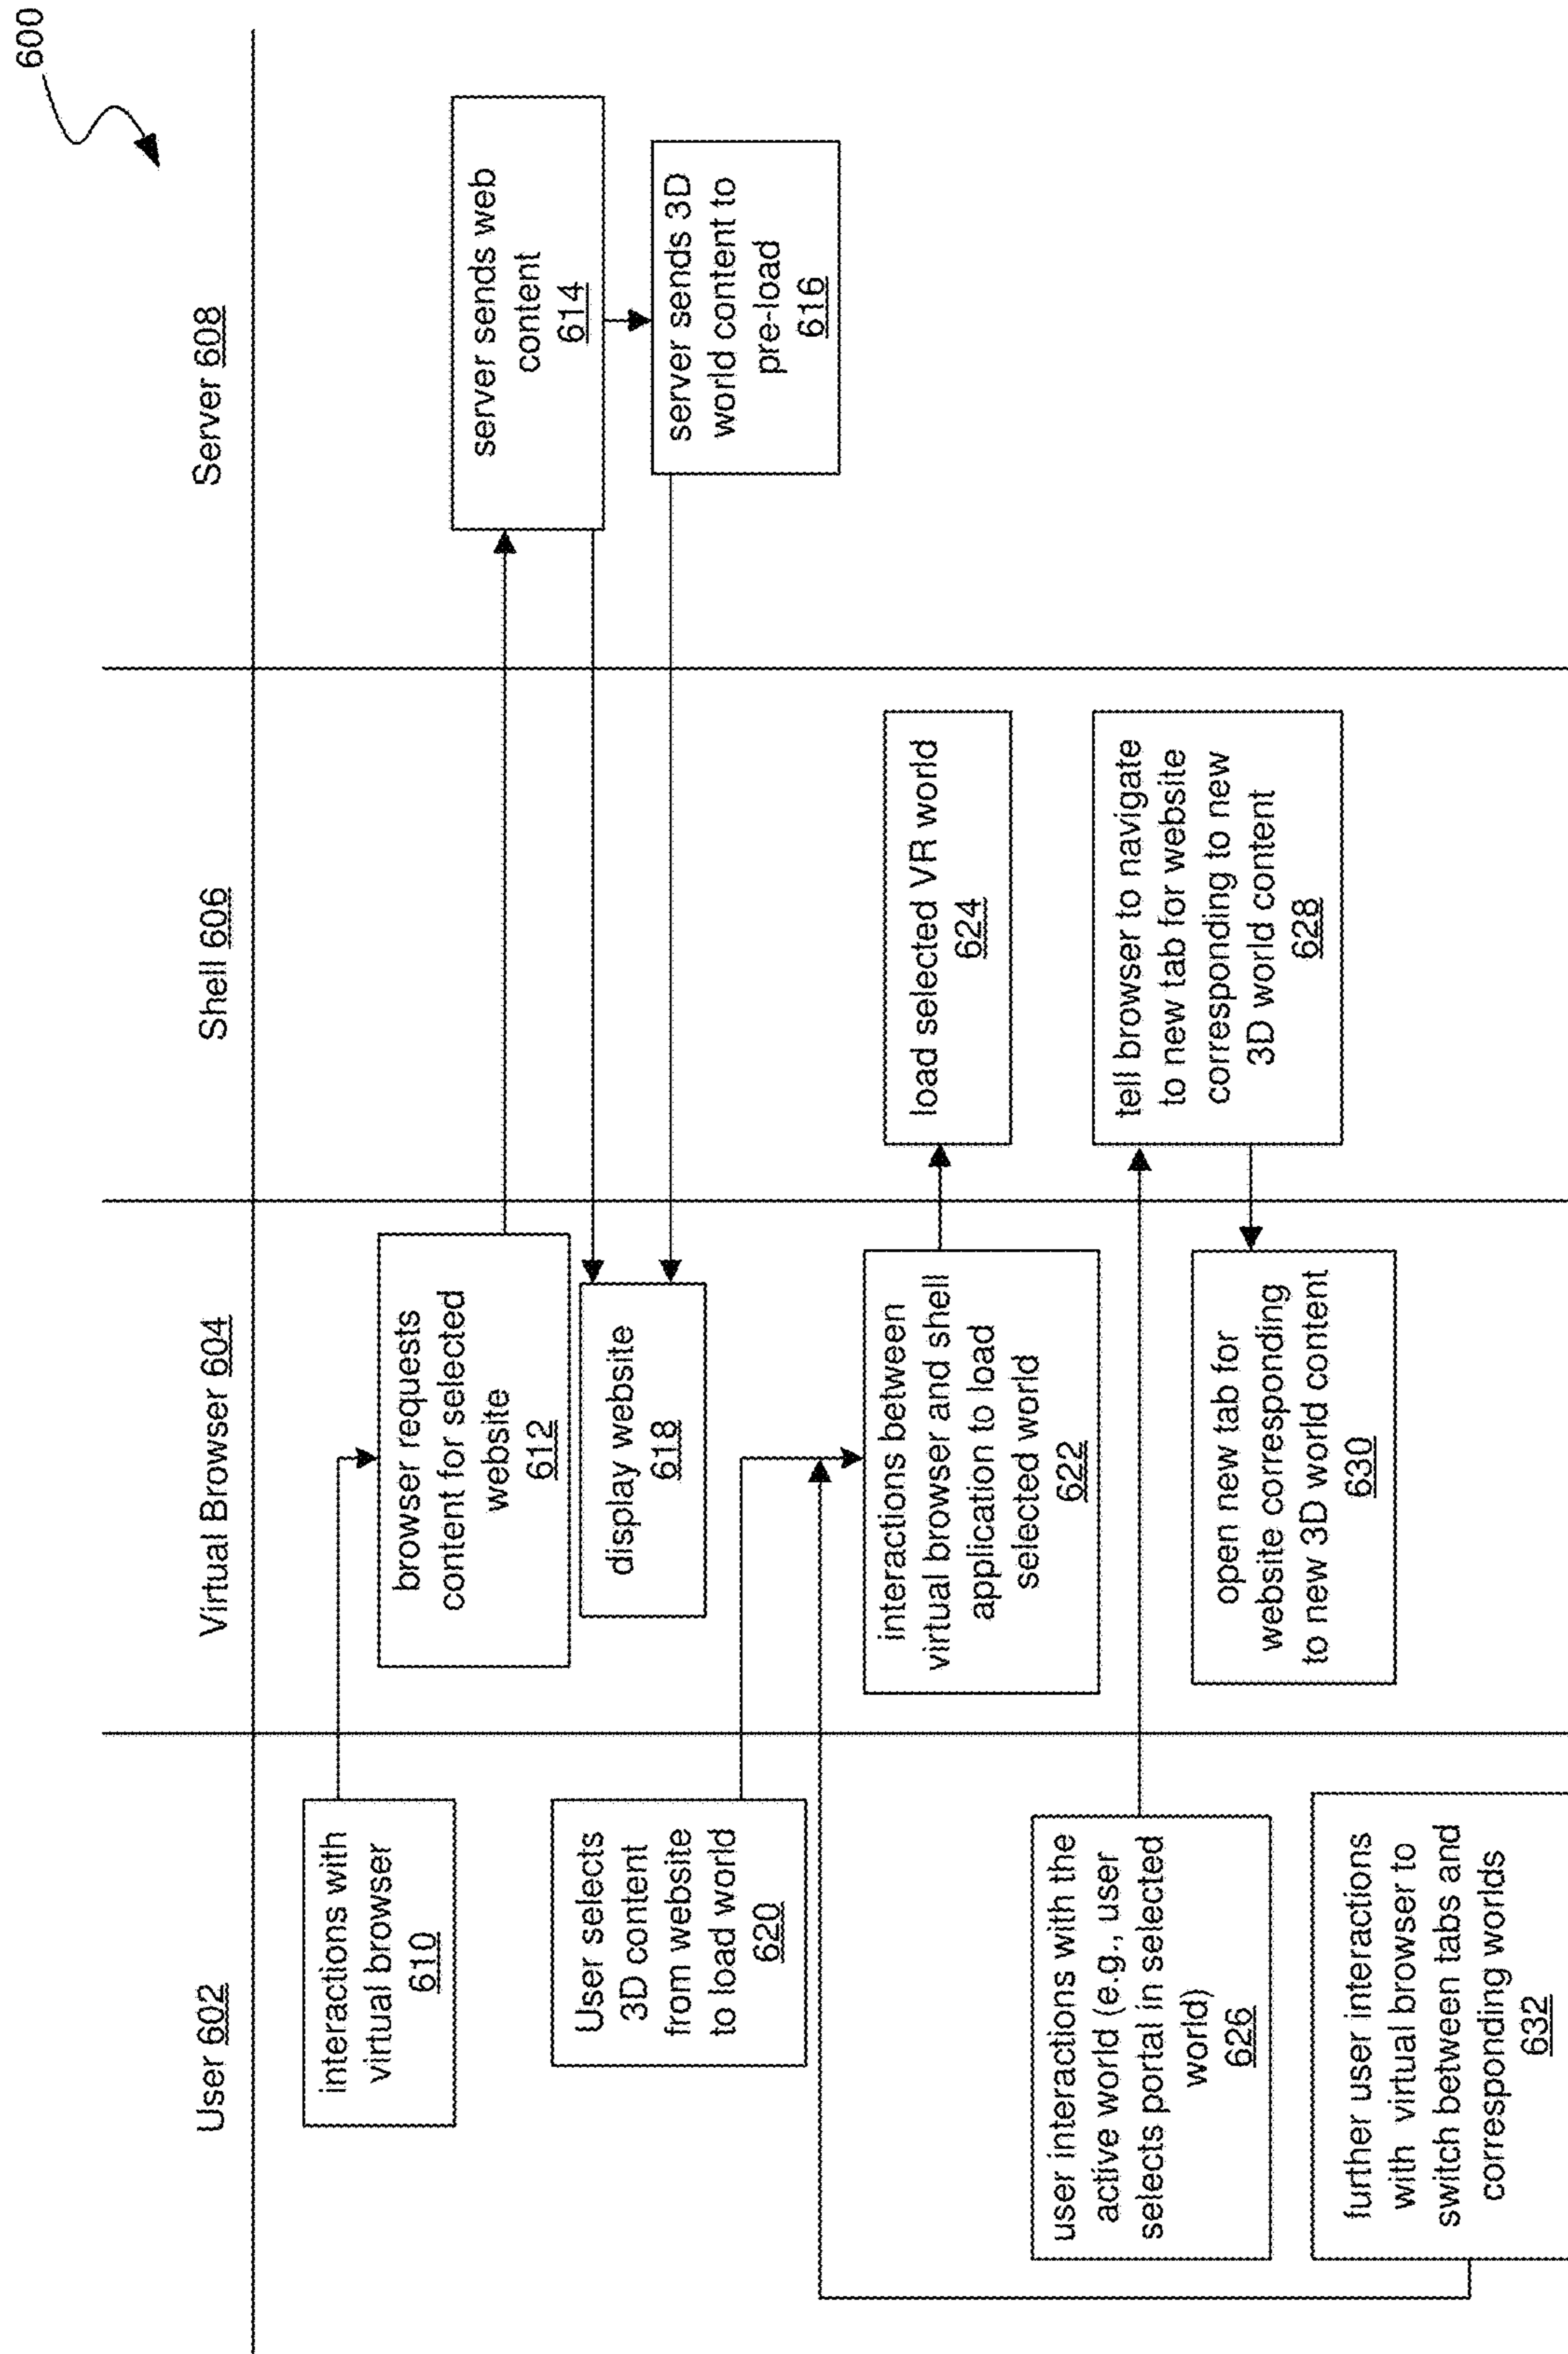 600
User 602
Virtual Browser 604
Shell 606
Server 608
interactions with
virtual browser
610
browser requests
content for selected
website
612
server sends web
content
614
server sends 3D
world content to
pre-load
616
display website
618
User selects
3D content
from website
to load world
620
interactions between
virtual browser and shell
application to load
selected world
622
load selected VR world
624
user interactions with the
active world (e.g., user
selects portal in selected
world)
626
tell browser to navigate
to new tab for website
corresponding to new
3D world content
628
open new tab for
website corresponding
to new 3D world content
630
further user interactions
with virtual browser to
switch between tabs and
corresponding worlds
632